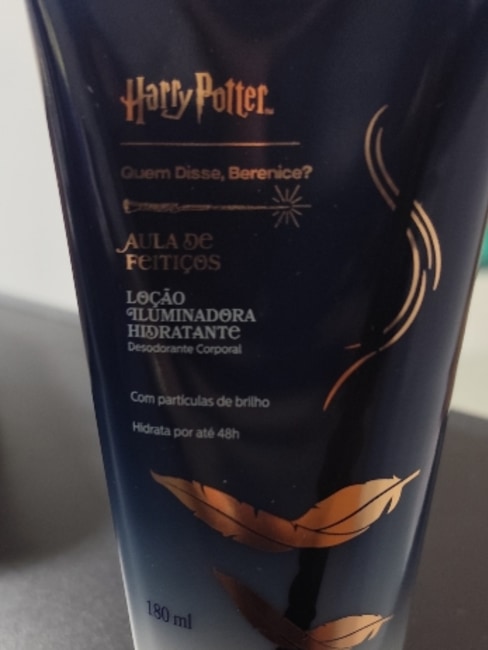 Harry Potter™
Quem Disse, Berenice?
AULA DE
FEITIÇOS
LOÇÃO
ILUMINADORA
HIDRATANTE
Desodorante Corporal
Com partículas de brilho
Hidrata por até 48h
180 ml